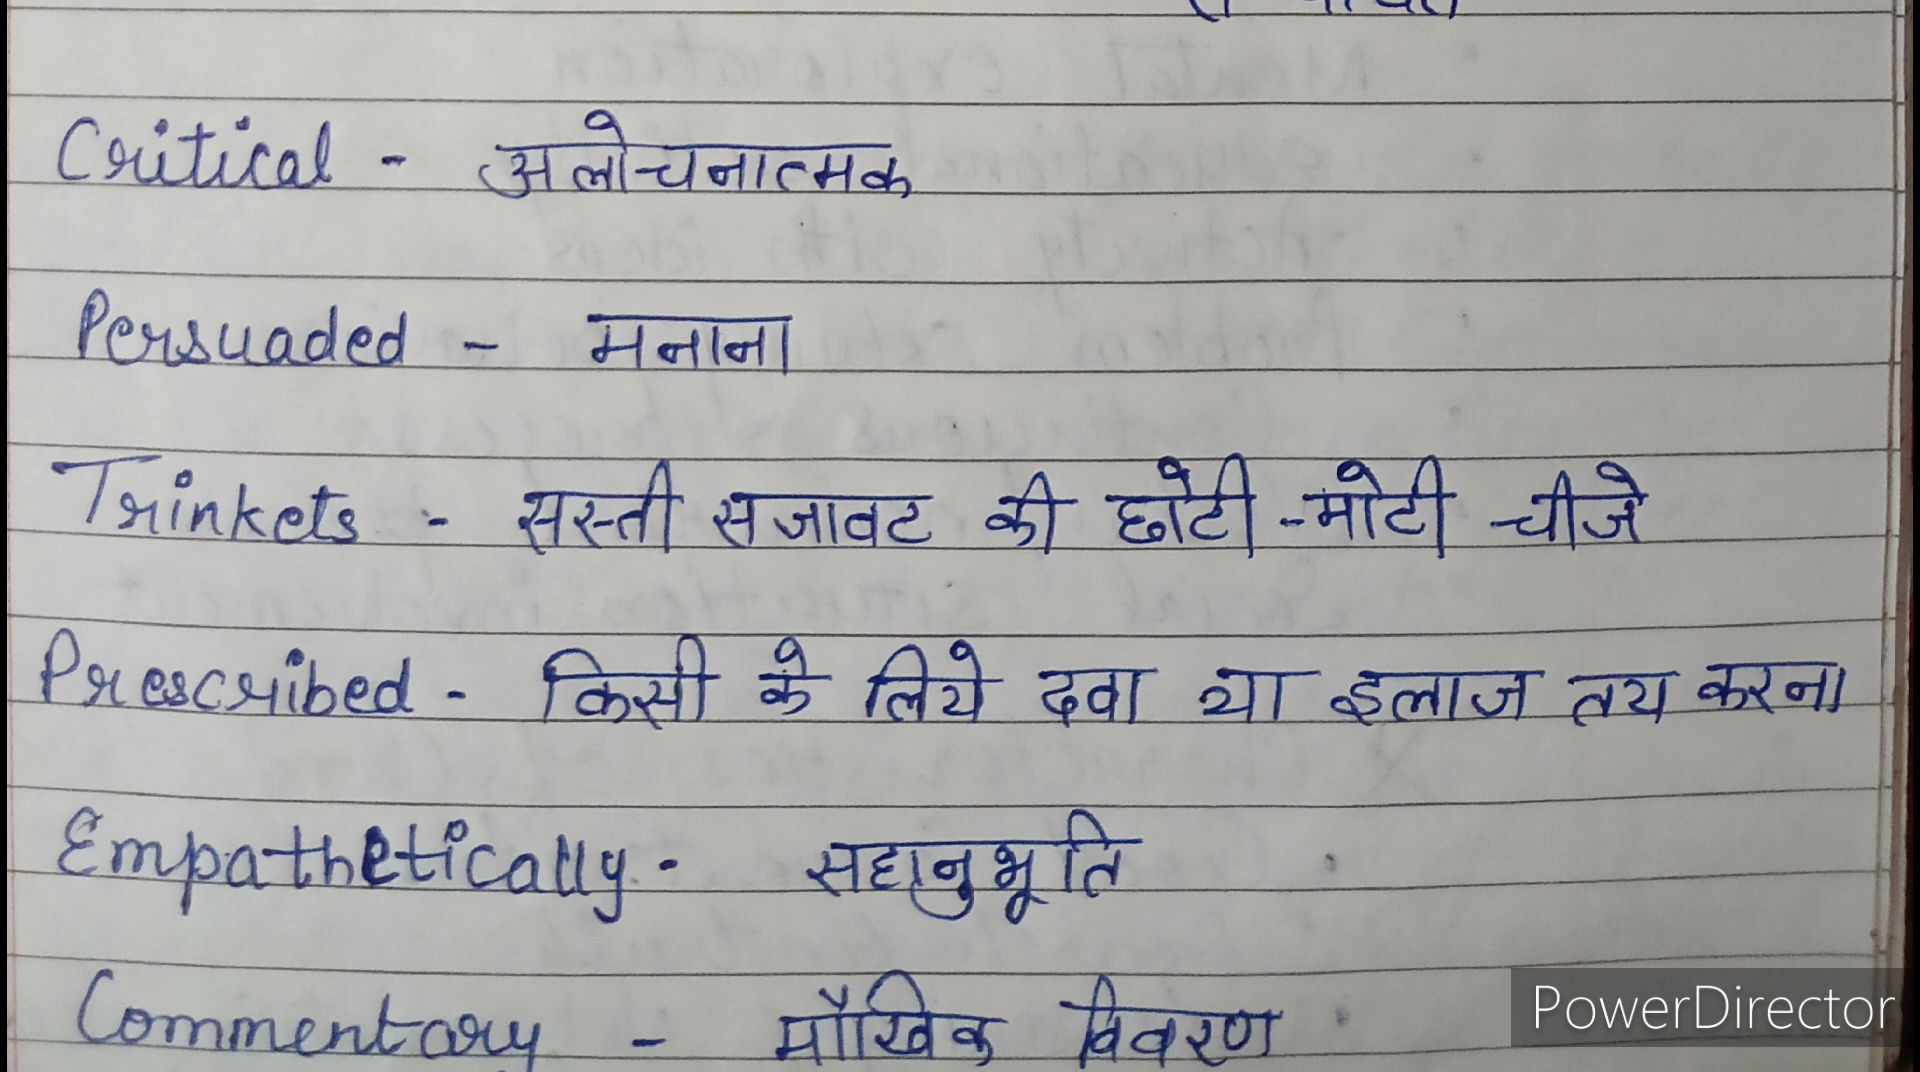 Critical - अलोचनात्मक
Persuaded - मनाना
Trinkets - सस्ती सजावट की छोटी-मोटी चीजे
Prescribed - किसी के लिये दवा या इलाज तय करना
Empathetically - सहानुभूति
Commentary - मौखिक विवरण
PowerDirector